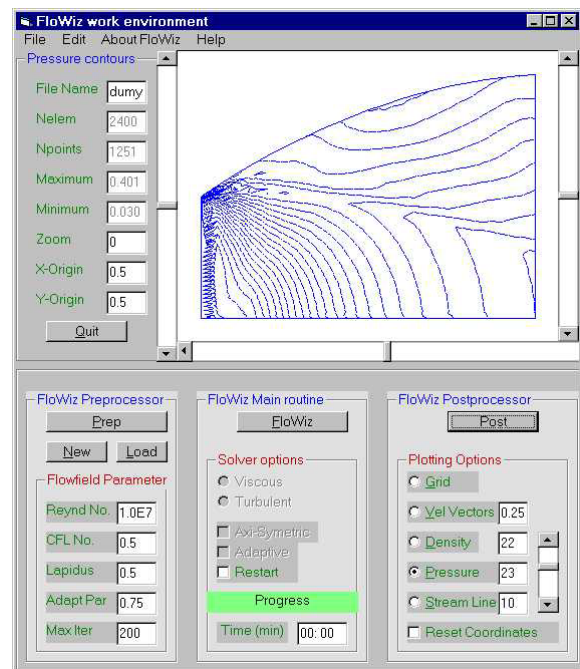 FloWiz work environment
File Edit About FloWiz Help
Pressure contours
File Name dumy
Nelem 2400
Npoints 1251
Maximum 0.401
Minimum 0.030
Zoom 0
X-Origin 0.5
Y-Origin 0.5
Quit
FloWiz Preprocessor
Prep
New Load
Flowfield Parameter
Reynd No. 1.0E7
CFL No. 0.5
Lapidus 0.5
Adapt Par 0.75
Max Iter 200
FloWiz Main routine
FloWiz
Solver options
Viscous
Turbulent
Axi-Symetric
Adaptive
Restart
Progress
Time (min) 00:00
FloWiz Postprocessor
Post
Plotting Options
Grid
Vel Vectors 0.25
Density 22
Pressure 23
Stream Line 10
Reset Coordinates